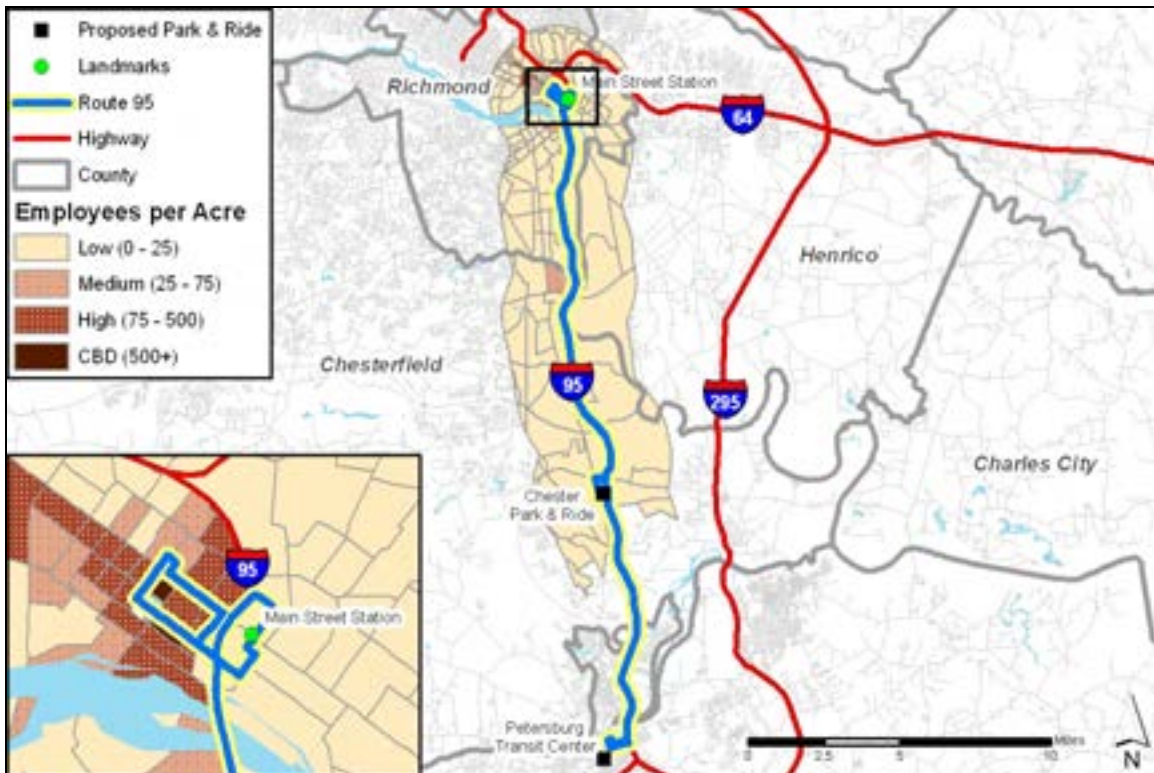 Proposed Park & Ride
Landmarks
Route 95
Highway
County
Employees per Acre
Low (0 - 25)
Medium (25 - 75)
High (75 - 500)
CBD (500+)
Richmond
Main Street Station
64
Henrico
Chesterfield
95
295
Charles City
Chester
Park & Ride
95
Main Street Station
Petersburg
Transit Center
Miles
0 2.5 5 10
N